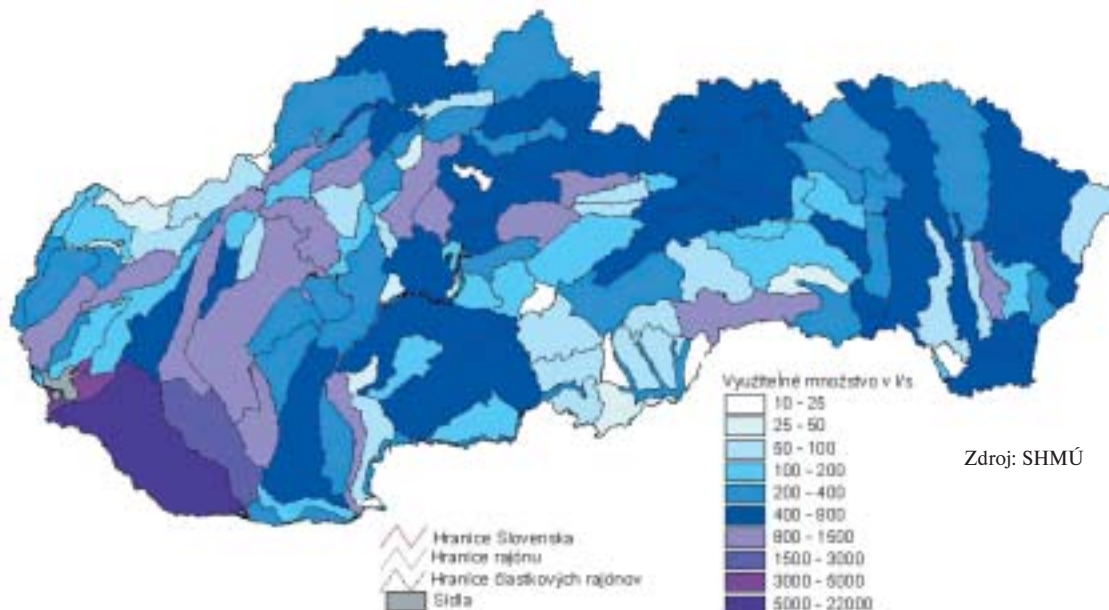 Využiteľné množstvo v l/s
10 - 25
25 - 50
50 - 100
100 - 200
200 - 400
400 - 800
800 - 1500
1500 - 3000
3000 - 5000
5000 - 22000
Zdroj: SHMÚ
Hranice Slovenska
Hranice rajónu
Hranice čiastkových rajónov
Sídla